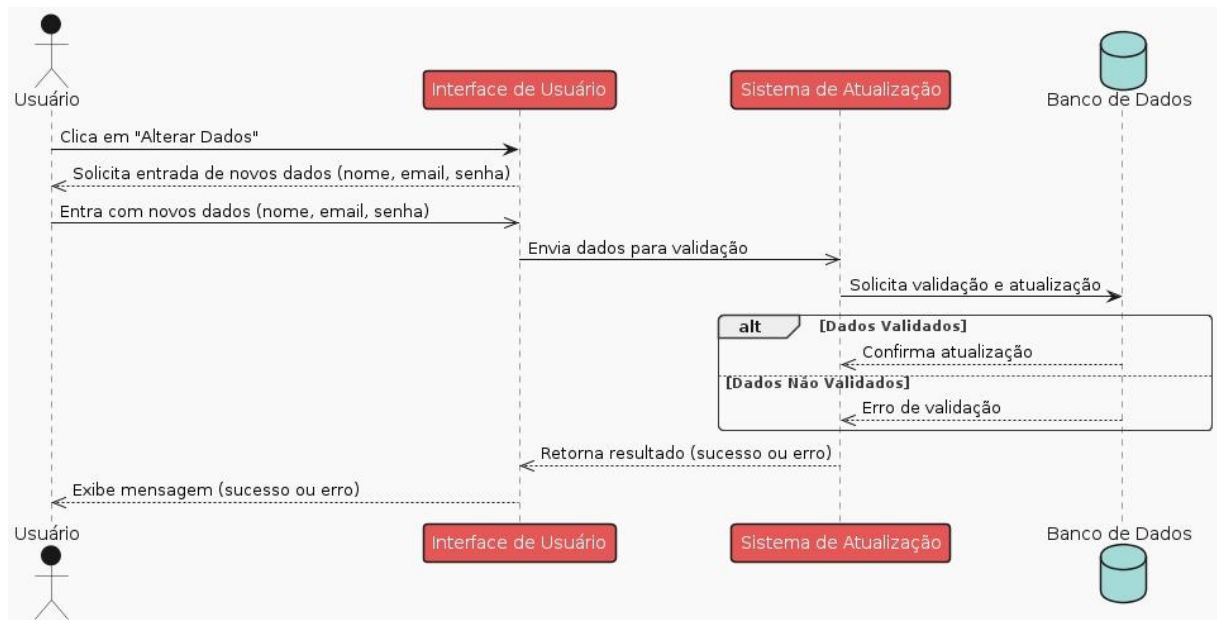 Usuário
Interface de Usuário
Sistema de Atualização
Banco de Dados
Clica em "Alterar Dados"
Solicita entrada de novos dados (nome, email, senha)
Entra com novos dados (nome, email, senha)
Envia dados para validação
Solicita validação e atualização
alt [Dados Validados]
Confirma atualização
[Dados Não Validados]
Erro de validação
Retorna resultado (sucesso ou erro)
Exibe mensagem (sucesso ou erro)
Usuário
Interface de Usuário
Sistema de Atualização
Banco de Dados